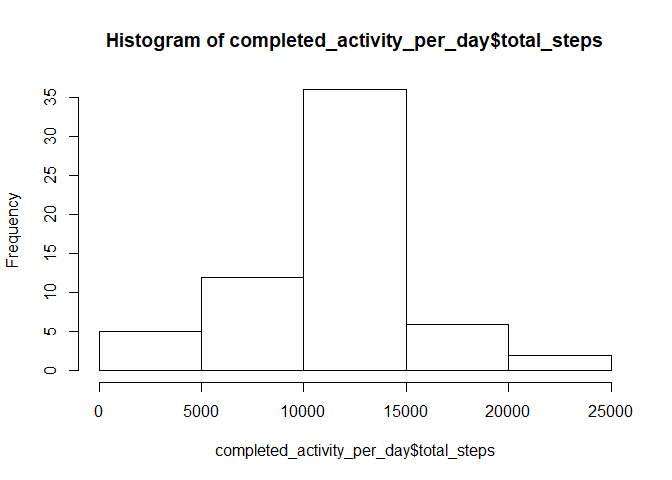 Histogram of completed_activity_per_day$total_steps
Frequency
35
30
25
20
15
10
5
0
0 5000 10000 15000 20000 25000
completed_activity_per_day$total_steps